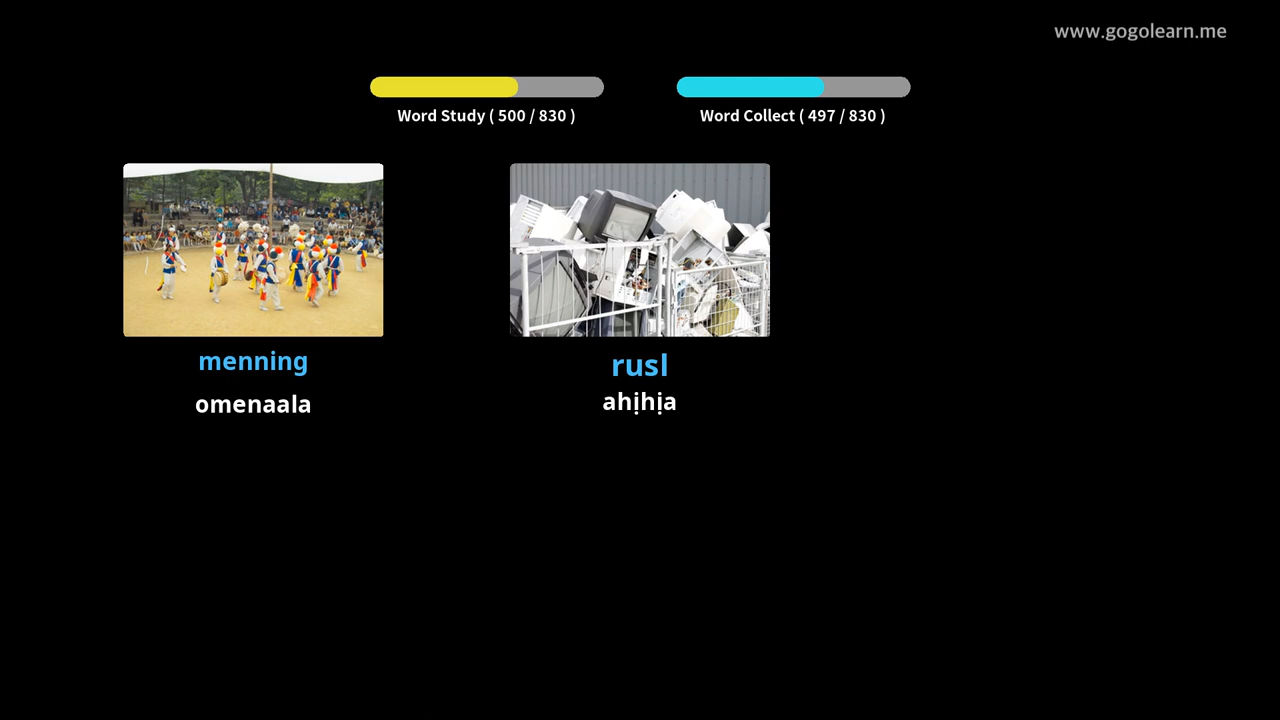 www.gogolearn.me
Word Study ( 500 / 830 )
Word Collect ( 497 / 830 )
menning
omenaala
rusl
ahịhịa